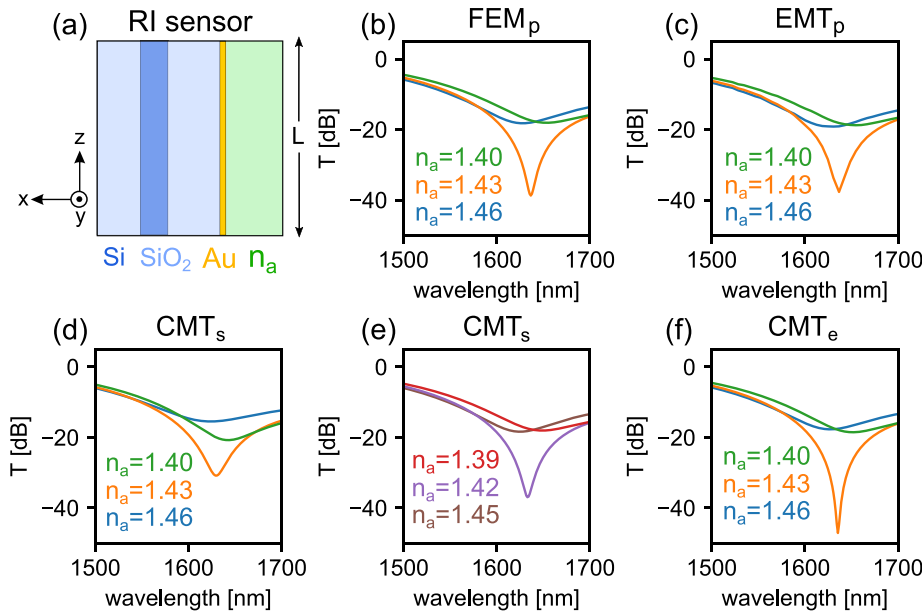 (a) RI sensor
z
x
y
L
Si SiO₂ Au nₐ
(b) FEMₚ
T [dB]
0
−20
−40
nₐ=1.40
nₐ=1.43
nₐ=1.46
1500 1600 1700
wavelength [nm]
(c) EMTₚ
T [dB]
0
−20
−40
nₐ=1.40
nₐ=1.43
nₐ=1.46
1500 1600 1700
wavelength [nm]
(d) CMTₛ
T [dB]
0
−20
−40
nₐ=1.40
nₐ=1.43
nₐ=1.46
1500 1600 1700
wavelength [nm]
(e) CMTₛ
T [dB]
0
−20
−40
nₐ=1.39
nₐ=1.42
nₐ=1.45
1500 1600 1700
wavelength [nm]
(f) CMTₑ
T [dB]
0
−20
−40
nₐ=1.40
nₐ=1.43
nₐ=1.46
1500 1600 1700
wavelength [nm]